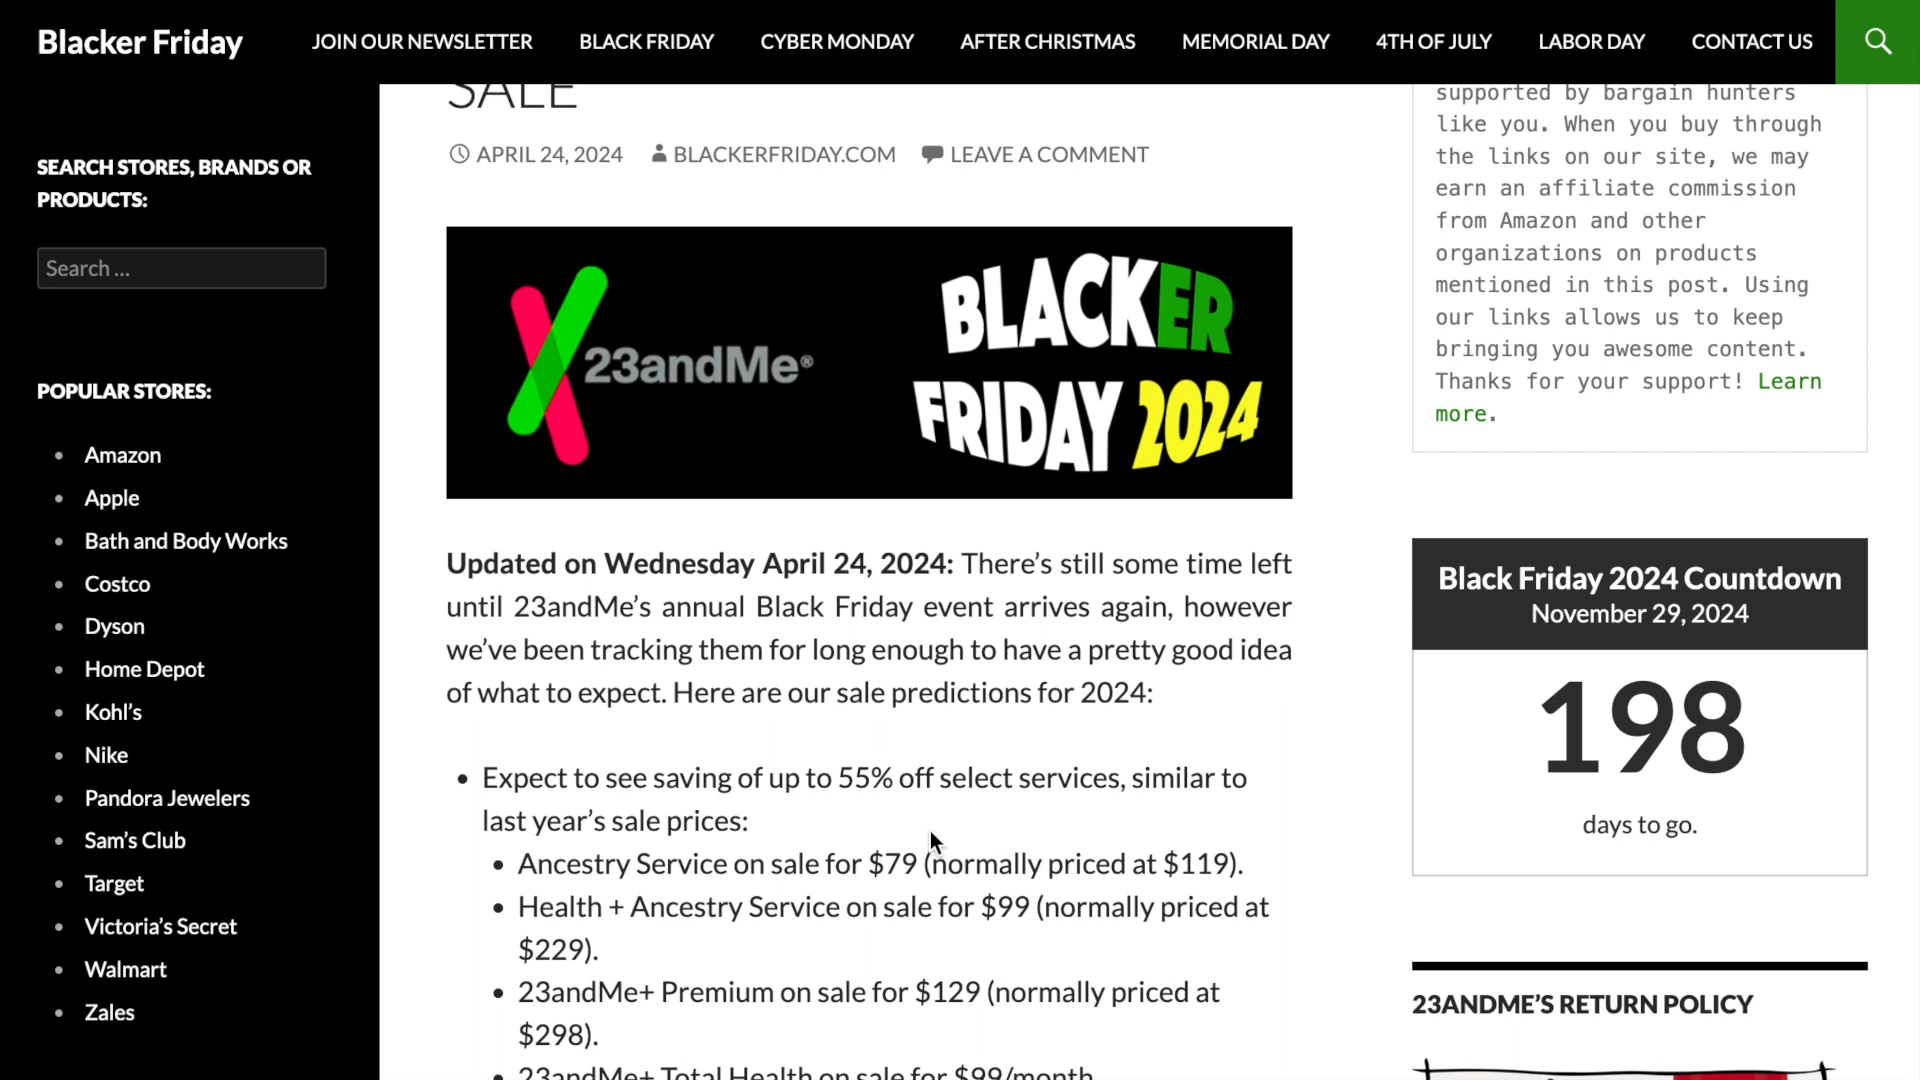 Blacker Friday
JOIN OUR NEWSLETTER
BLACK FRIDAY
CYBER MONDAY
AFTER CHRISTMAS
MEMORIAL DAY
4TH OF JULY
LABOR DAY
CONTACT US
SEARCH STORES, BRANDS OR
PRODUCTS:
Search ...
POPULAR STORES:
Amazon
Apple
Bath and Body Works
Costco
Dyson
Home Depot
Kohl's
Nike
Pandora Jewelers
Sam's Club
Target
Victoria's Secret
Walmart
Zales
SALE
APRIL 24, 2024
BLACKERFRIDAY.COM
LEAVE A COMMENT
23andMe®
BLACKER
FRIDAY 2024
Updated on Wednesday April 24, 2024: There's still some time left
until 23andMe's annual Black Friday event arrives again, however
we've been tracking them for long enough to have a pretty good idea
of what to expect. Here are our sale predictions for 2024:
Expect to see saving of up to 55% off select services, similar to
last year's sale prices:
Ancestry Service on sale for $79 (normally priced at $119).
Health + Ancestry Service on sale for $99 (normally priced at
$229).
23andMe+ Premium on sale for $129 (normally priced at
$298).
23andMe+ Total Health on sale for $99/month
supported by bargain hunters
like you. When you buy through
the links on our site, we may
earn an affiliate commission
from Amazon and other
organizations on products
mentioned in this post. Using
our links allows us to keep
bringing you awesome content.
Thanks for your support! Learn
more.
Black Friday 2024 Countdown
November 29, 2024
198
days to go.
23ANDME'S RETURN POLICY